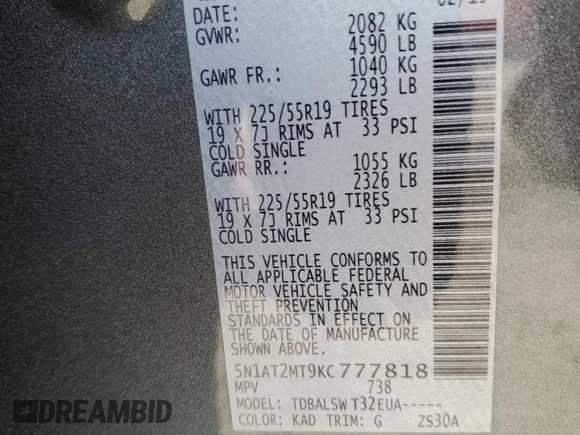 DATE:
GVWR: 2082 KG
4590 LB
GAWR FR.: 1040 KG
2293 LB
WITH 225/55R19 TIRES
19 X 7J RIMS AT 33 PSI
COLD SINGLE
GAWR RR.: 1055 KG
2326 LB
WITH 225/55R19 TIRES
19 X 7J RIMS AT 33 PSI
COLD SINGLE
THIS VEHICLE CONFORMS TO
ALL APPLICABLE FEDERAL
MOTOR VEHICLE SAFETY AND
THEFT PREVENTION
STANDARDS IN EFFECT ON
THE DATE OF MANUFACTURE
SHOWN ABOVE.
5N1AT2MT9KC777818
MPV 738
MODEL: TDBALSW T32EUA-----
COLOR: KAD TRIM: G ZS30A
DREAMBID